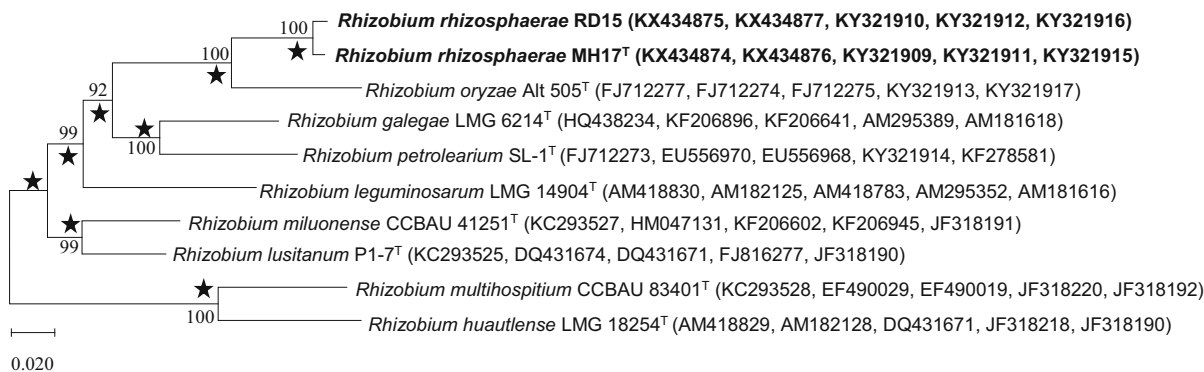 100
Rhizobium rhizosphaerae RD15 (KX434875, KX434877, KY321910, KY321912, KY321916)
100
Rhizobium rhizosphaerae MH17T (KX434874, KX434876, KY321909, KY321911, KY321915)
92
Rhizobium oryzae Alt 505T (FJ712277, FJ712274, FJ712275, KY321913, KY321917)
Rhizobium galegae LMG 6214T (HQ438234, KF206896, KF206641, AM295389, AM181618)
99
100
Rhizobium petrolearium SL-1T (FJ712273, EU556970, EU556968, KY321914, KF278581)
Rhizobium leguminosarum LMG 14904T (AM418830, AM182125, AM418783, AM295352, AM181616)
Rhizobium miluonense CCBAU 41251T (KC293527, HM047131, KF206602, KF206945, JF318191)
99
Rhizobium lusitanum P1-7T (KC293525, DQ431674, DQ431671, FJ816277, JF318190)
Rhizobium multihospitium CCBAU 83401T (KC293528, EF490029, EF490019, JF318220, JF318192)
100
Rhizobium huautlense LMG 18254T (AM418829, AM182128, DQ431671, JF318218, JF318190)
0.020